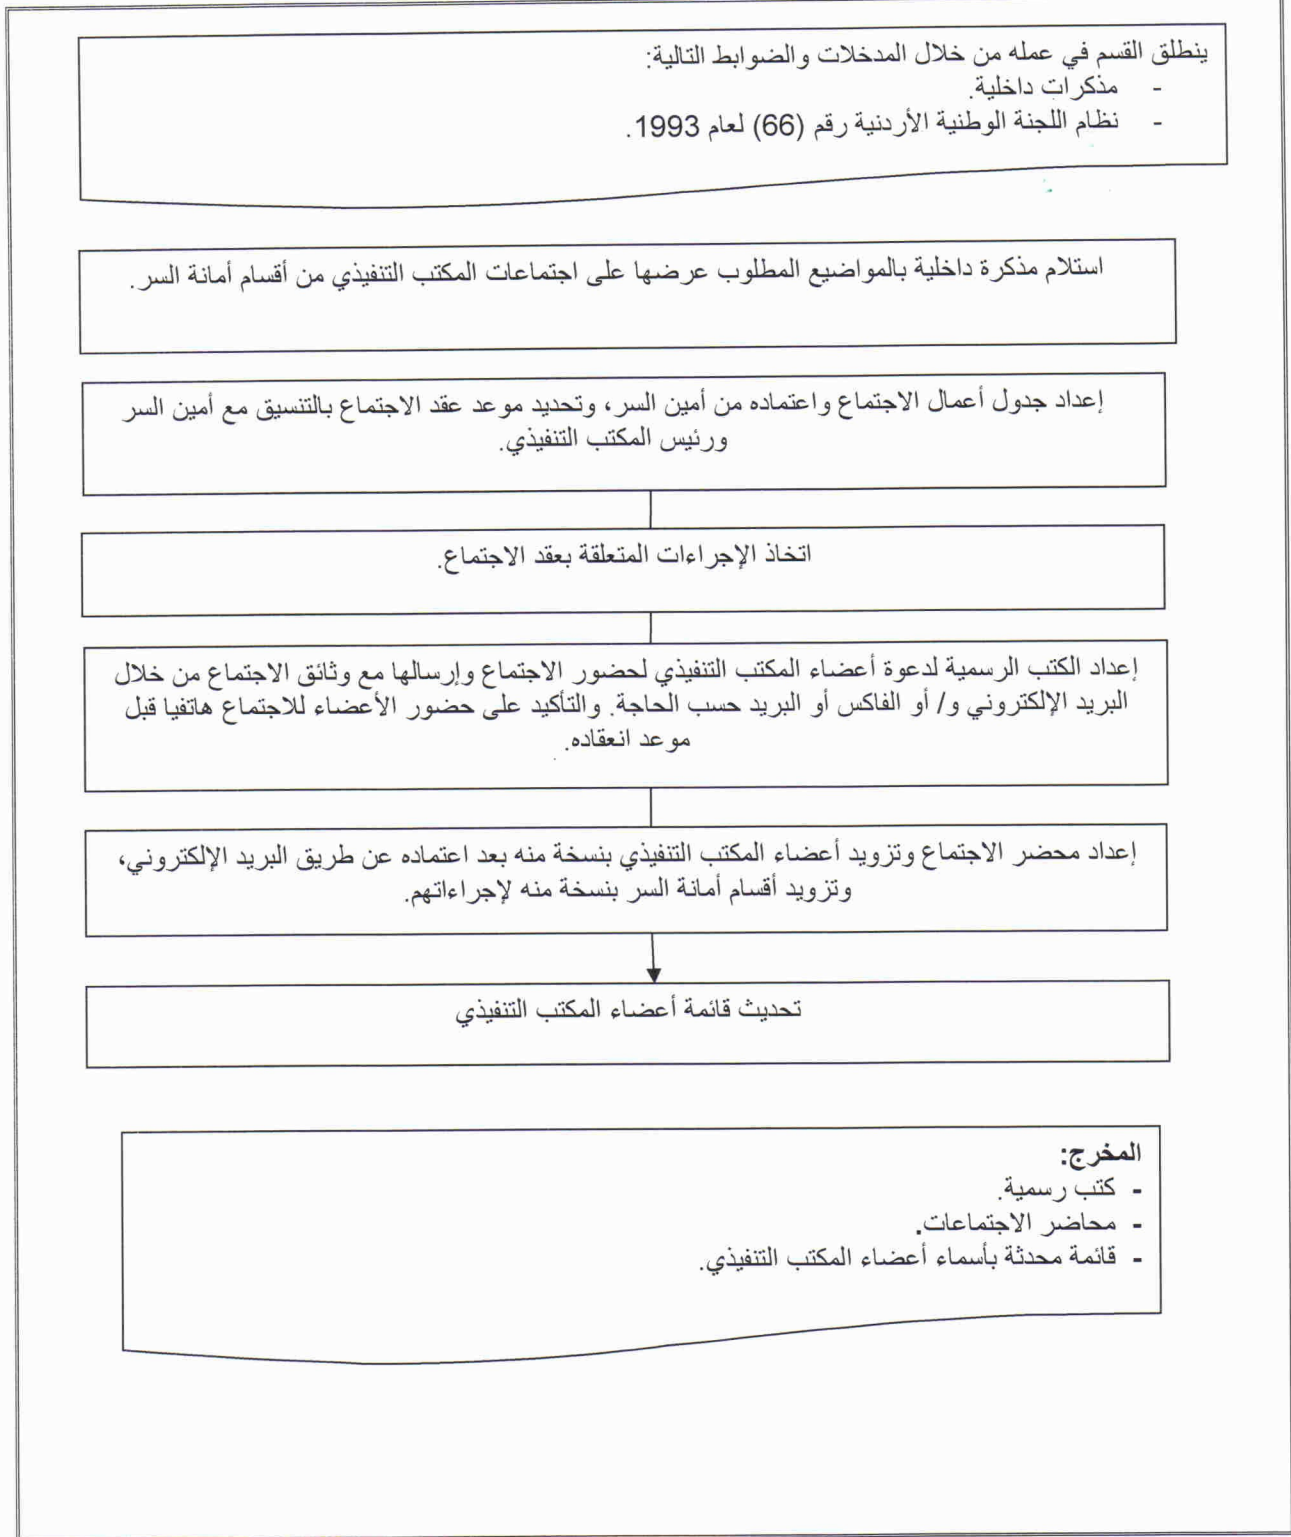 ينطلق القسم في عمله من خلال المدخلات والضوابط التالية:
- مذكرات داخلية.
- نظام اللجنة الوطنية الأردنية رقم (66) لعام 1993.
استلام مذكرة داخلية بالمواضيع المطلوب عرضها على اجتماعات المكتب التنفيذي من أقسام أمانة السر.
إعداد جدول أعمال الاجتماع واعتماده من أمين السر، وتحديد موعد عقد الاجتماع بالتنسيق مع أمين السر
ورئيس المكتب التنفيذي.
اتخاذ الإجراءات المتعلقة بعقد الاجتماع.
إعداد الكتب الرسمية لدعوة أعضاء المكتب التنفيذي لحضور الاجتماع وإرسالها مع وثائق الاجتماع من خلال
البريد الإلكتروني و/ أو الفاكس أو البريد حسب الحاجة. والتأكيد على حضور الأعضاء للاجتماع هاتفيا قبل
موعد انعقاده.
إعداد محضر الاجتماع وتزويد أعضاء المكتب التنفيذي بنسخة منه بعد اعتماده عن طريق البريد الإلكتروني،
وتزويد أقسام أمانة السر بنسخة منه لإجراءاتهم.
تحديث قائمة أعضاء المكتب التنفيذي
المخرج:
- كتب رسمية.
- محاضر الاجتماعات.
- قائمة محدثة بأسماء أعضاء المكتب التنفيذي.